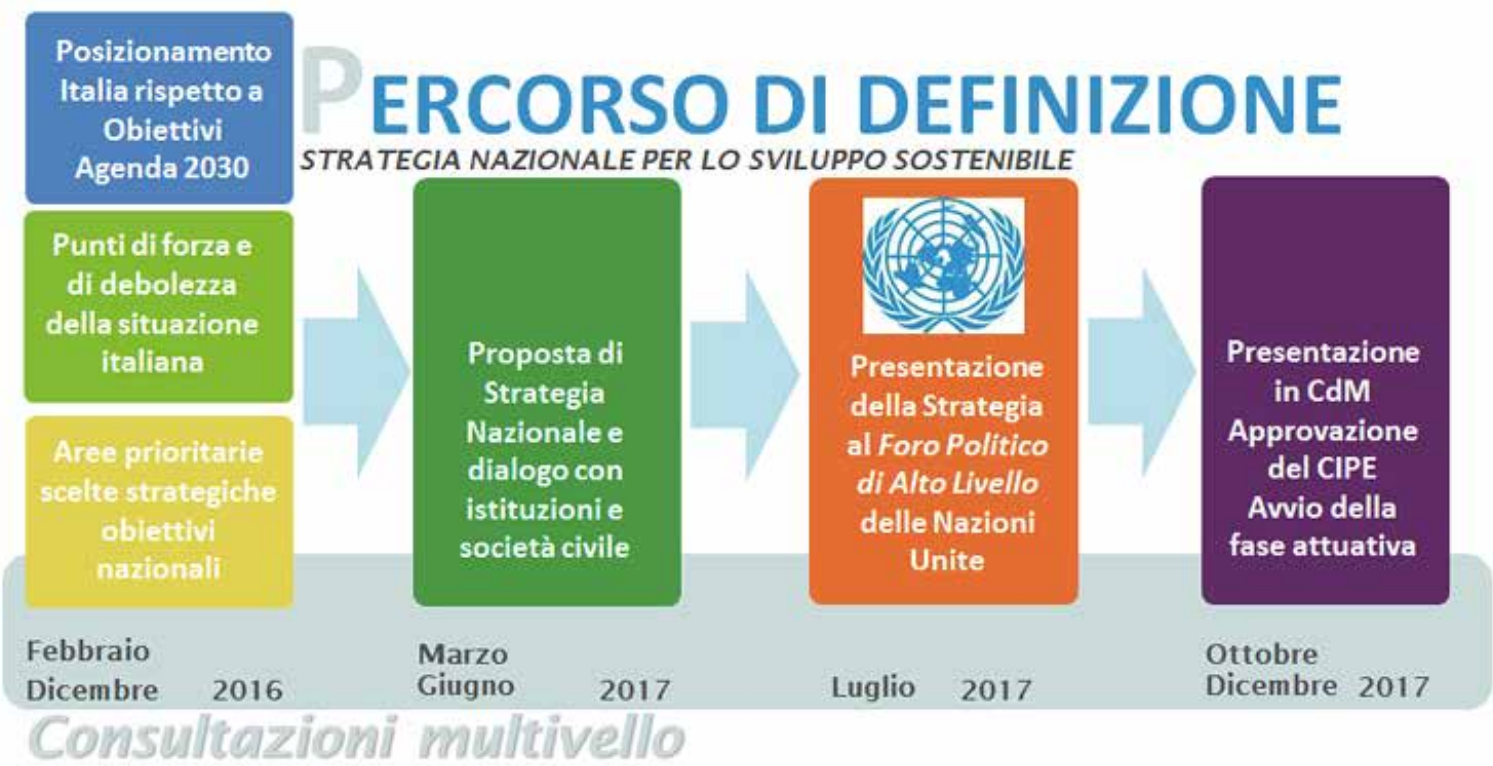 PERCORSO DI DEFINIZIONE
STRATEGIA NAZIONALE PER LO SVILUPPO SOSTENIBILE
Posizionamento
Italia rispetto a
Obiettivi
Agenda 2030
Punti di forza e
di debolezza
della situazione
italiana
Aree prioritarie
scelte strategiche
obiettivi
nazionali
Proposta di
Strategia
Nazionale e
dialogo con
istituzioni e
società civile
Presentazione
della Strategia
al Foro Politico
di Alto Livello
delle Nazioni
Unite
Presentazione
in CdM
Approvazione
del CIPE
Avvio della
fase attuativa
Febbraio
Dicembre 2016
Marzo
Giugno 2017
Luglio 2017
Ottobre
Dicembre 2017
Consultazioni multivello